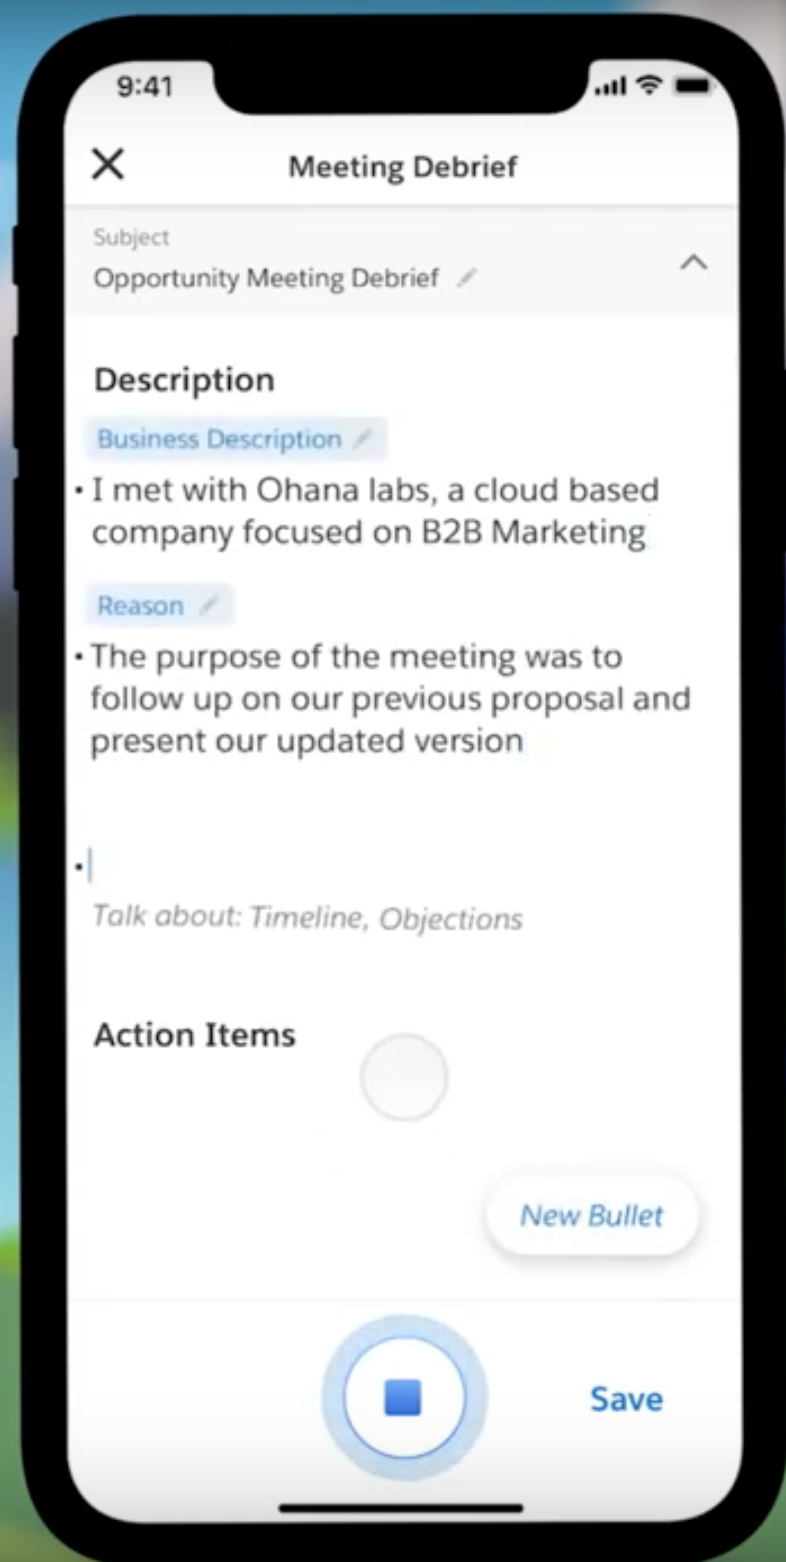 9:41
Meeting Debrief
Subject
Opportunity Meeting Debrief
Description
Business Description
• I met with Ohana labs, a cloud based
company focused on B2B Marketing
Reason
• The purpose of the meeting was to
follow up on our previous proposal and
present our updated version
•
Talk about: Timeline, Objections
Action Items
New Bullet
Save